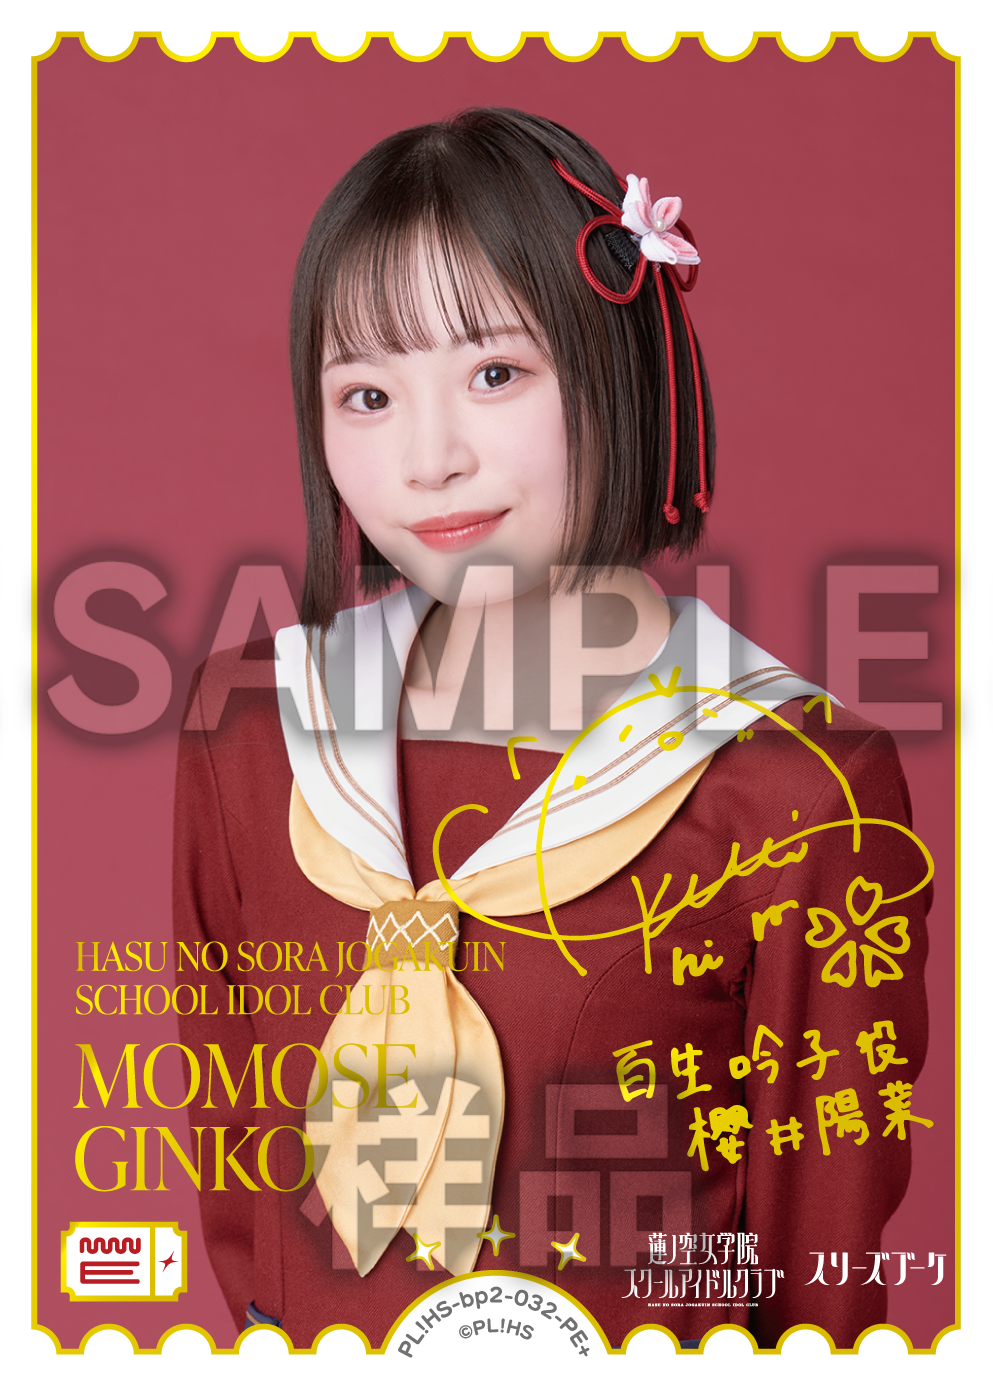 SAMPLE
HASU NO SORA JOGAKUIN
SCHOOL IDOL CLUB
MOMOSE
GINKO
百生吟子役
櫻井陽菜
样品
蓮ノ空女学院
スクールアイドルクラブ
HASU NO SORA JOGAKUIN SCHOOL IDOL CLUB
スリーズブーケ
PL!HS-bp2-032-PE+
©PL!HS